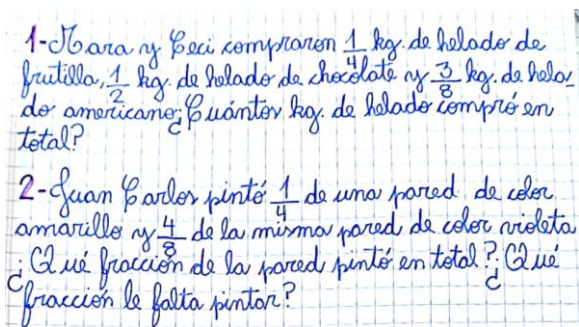 1-Mara y Ceci compraron 1/4 kg. de helado de
frutilla, 1/2 kg. de helado de chocolate y 3/8 kg. de hela_
do americano ¿Cuántos kg. de helado compró en
total?
2-Juan Carlos pintó 1/4 de una pared de color
amarillo y 4/8 de la misma pared de color violeta
¿Qué fracción de la pared pintó en total? ¿Qué
fracción le falta pintar?